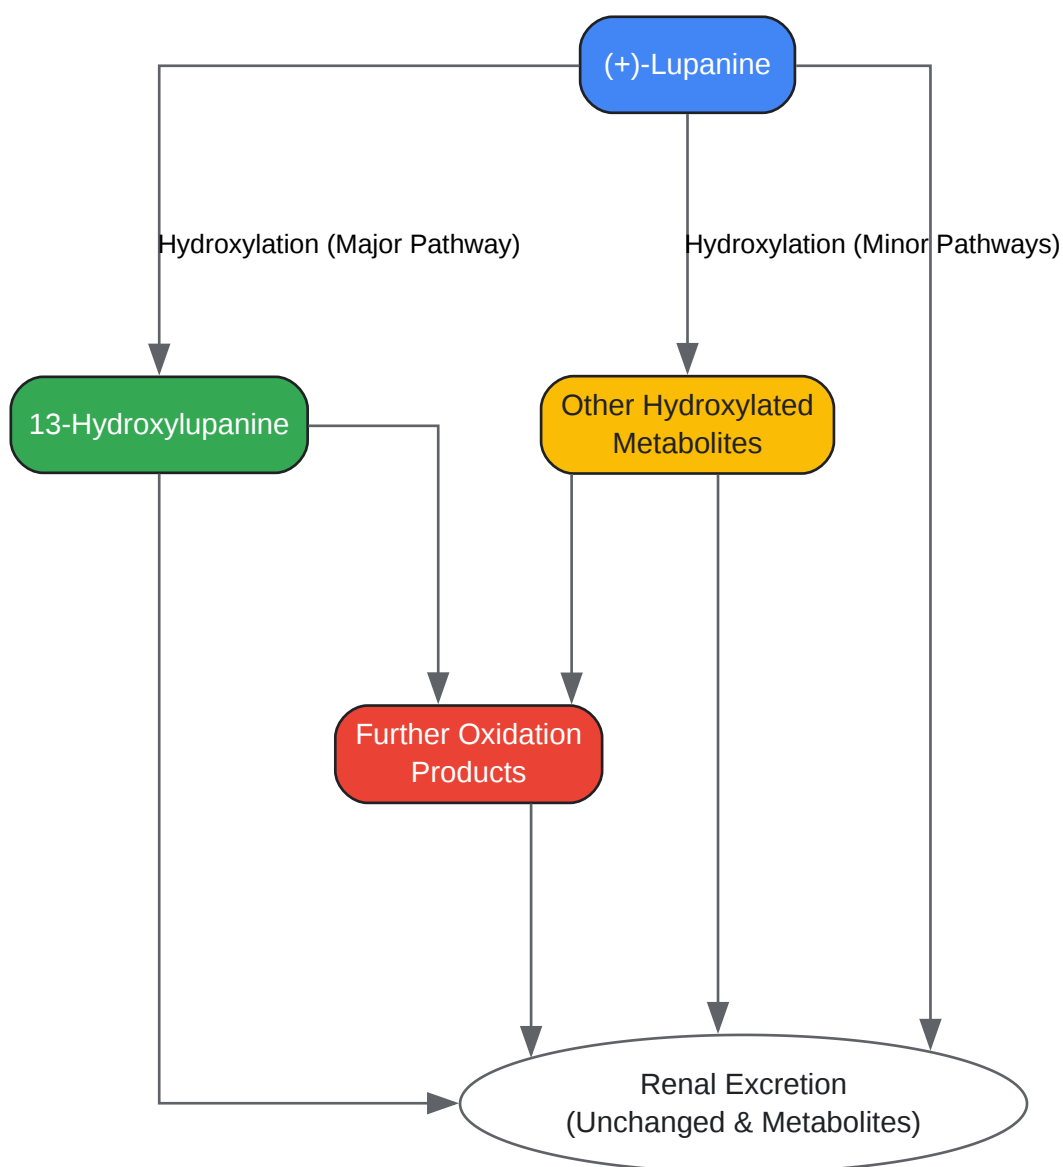 (+)-Lupanine
Hydroxylation (Major Pathway)
Hydroxylation (Minor Pathways)
13-Hydroxylupanine
Other Hydroxylated
Metabolites
Further Oxidation
Products
Renal Excretion
(Unchanged & Metabolites)